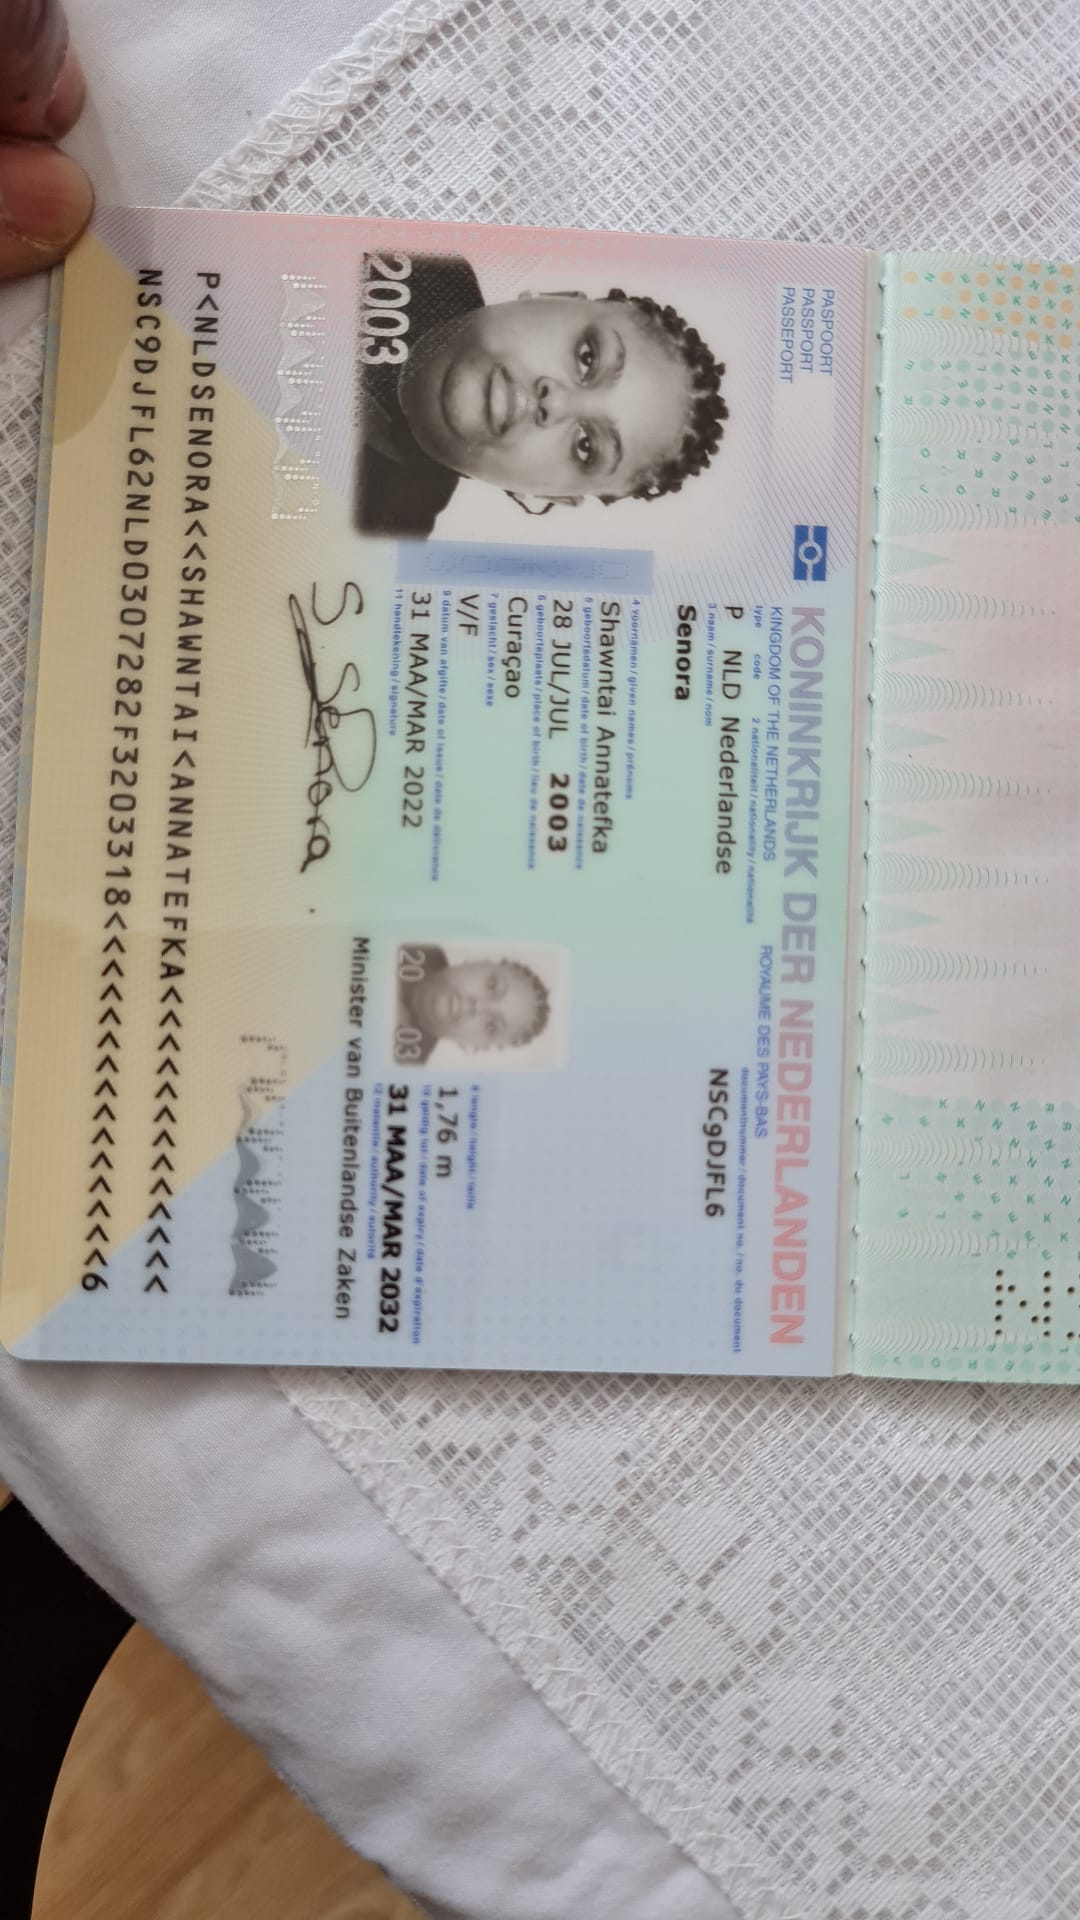 PASPOORT
PASSPORT
PASSEPORT
KONINKRIJK DER NEDERLANDEN
KINGDOM OF THE NETHERLANDS ROYAUME DES PAYS-BAS
type code 2 nationaliteit / nationality / nationalité documentnummer / document no. / no. du document
P NLD Nederlandse NSC9DJFL6
3 naam / surname / nom
Senora
4 voornamen / given names / prénoms
Shawntai Annatefka
5 geboortedatum / date of birth / date de naissance
28 JUL/JUL 2003
6 geboorteplaats / place of birth / lieu de naissance
Curaçao
7 geslacht / sex / sexe 8 lengte / height / taille
V/F 1,76 m
9 datum van afgifte / date of issue / date de délivrance 10 geldig tot / date of expiry / date d'expiration
31 MAA/MAR 2022 31 MAA/MAR 2032
11 handtekening / signature 12 instantie / authority / autorité
Minister van Buitenlandse Zaken
2003
20 03
S. Senora
P<NLDSENORA<<SHAWNTAI<ANNATEFKA<<<<<<<<<<<<<
NSC9DJFL62NLD0307282F3203318<<<<<<<<<<<<<<<6